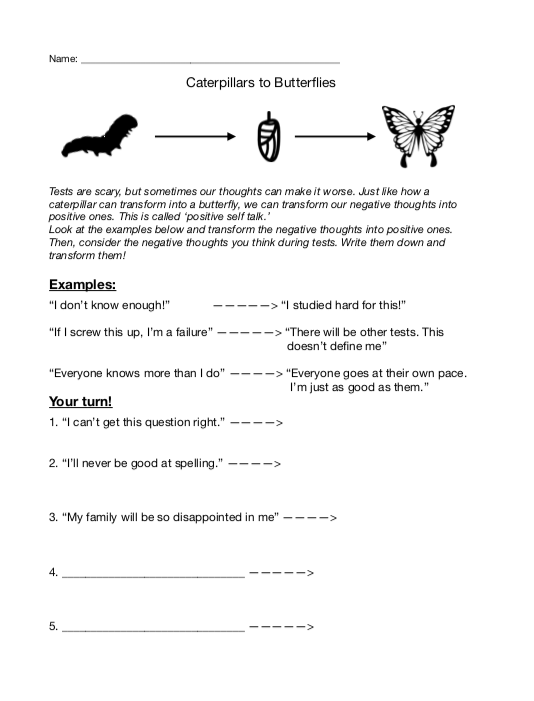 Name: ___________________________________________
Caterpillars to Butterflies
Tests are scary, but sometimes our thoughts can make it worse. Just like how a
caterpillar can transform into a butterfly, we can transform our negative thoughts into
positive ones. This is called ‘positive self talk.’
Look at the examples below and transform the negative thoughts into positive ones.
Then, consider the negative thoughts you think during tests. Write them down and
transform them!
Examples:
“I don’t know enough!” —————> “I studied hard for this!”
“If I screw this up, I’m a failure” —————> “There will be other tests. This
doesn’t define me”
“Everyone knows more than I do” ————> “Everyone goes at their own pace.
I’m just as good as them.”
Your turn!
1. “I can’t get this question right.” ————>
2. “I’ll never be good at spelling.” ————>
3. “My family will be so disappointed in me” ————>
4. ______________________________ —————>
5. ______________________________ —————>